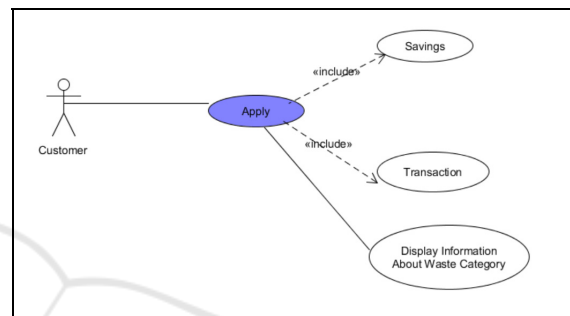 Savings
«include»
Apply
Customer
«include»
Transaction
Display Information
About Waste Category